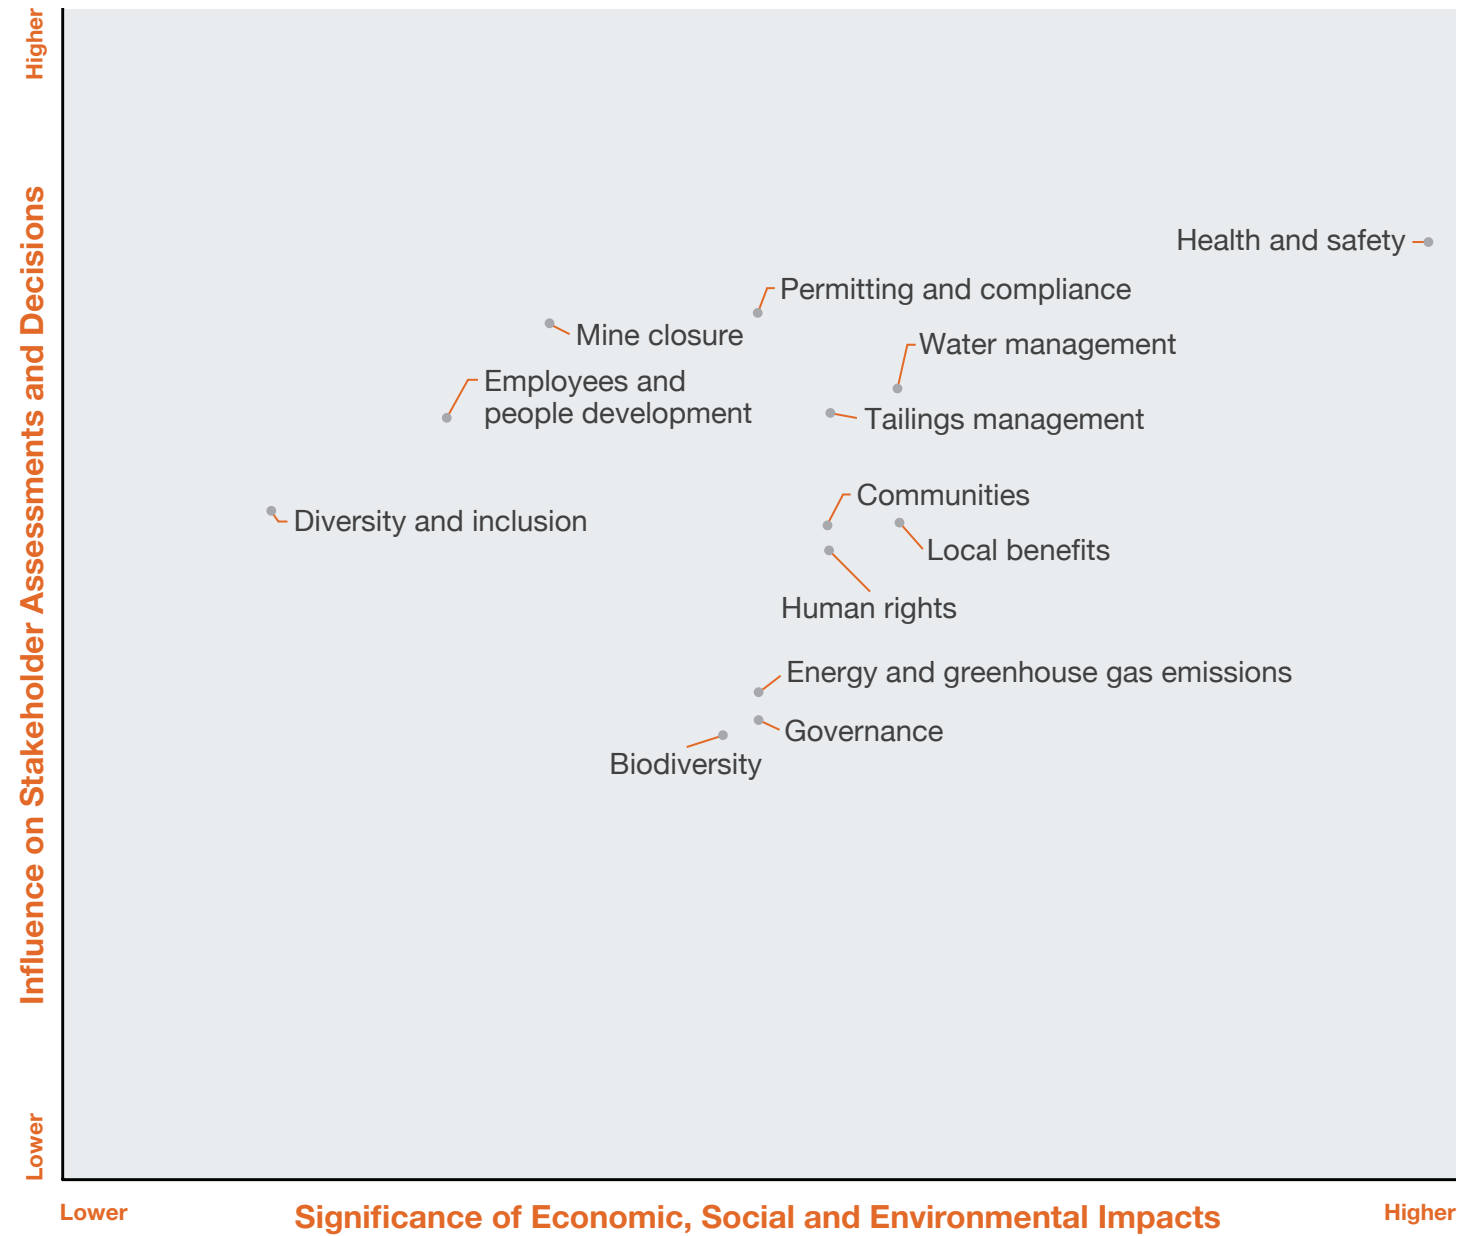 Higher
Influence on Stakeholder Assessments and Decisions
Lower
Health and safety
Permitting and compliance
Mine closure
Water management
Employees and
people development
Tailings management
Communities
Diversity and inclusion
Local benefits
Human rights
Energy and greenhouse gas emissions
Governance
Biodiversity
Lower
Significance of Economic, Social and Environmental Impacts
Higher